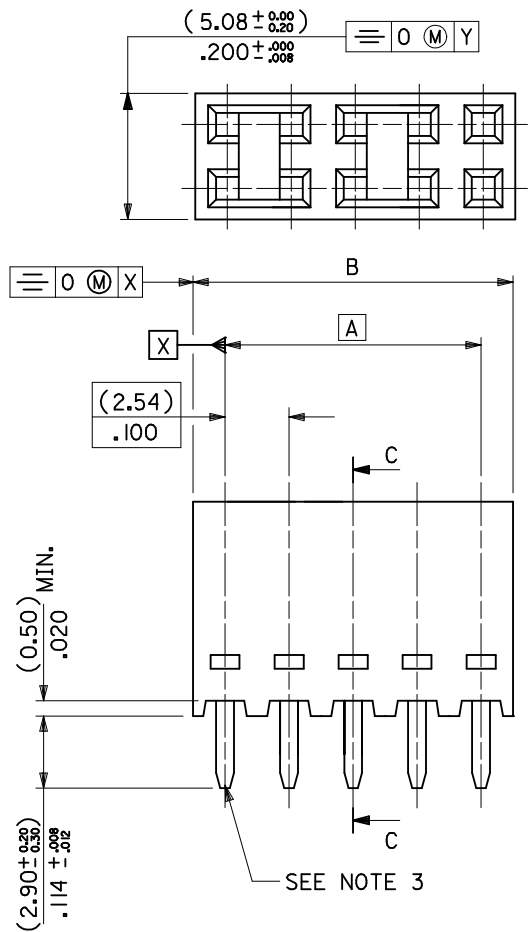 (5.08 ± 0.00 0.20)
.200 ± .000 .008
⌯ 0 Ⓜ Y
⌯ 0 Ⓜ X
B
X
A
(2.54)
.100
C
(0.50) MIN.
.020
C
SEE NOTE 3
(2.90 ± 0.20 0.30)
.114 +.008 -.012